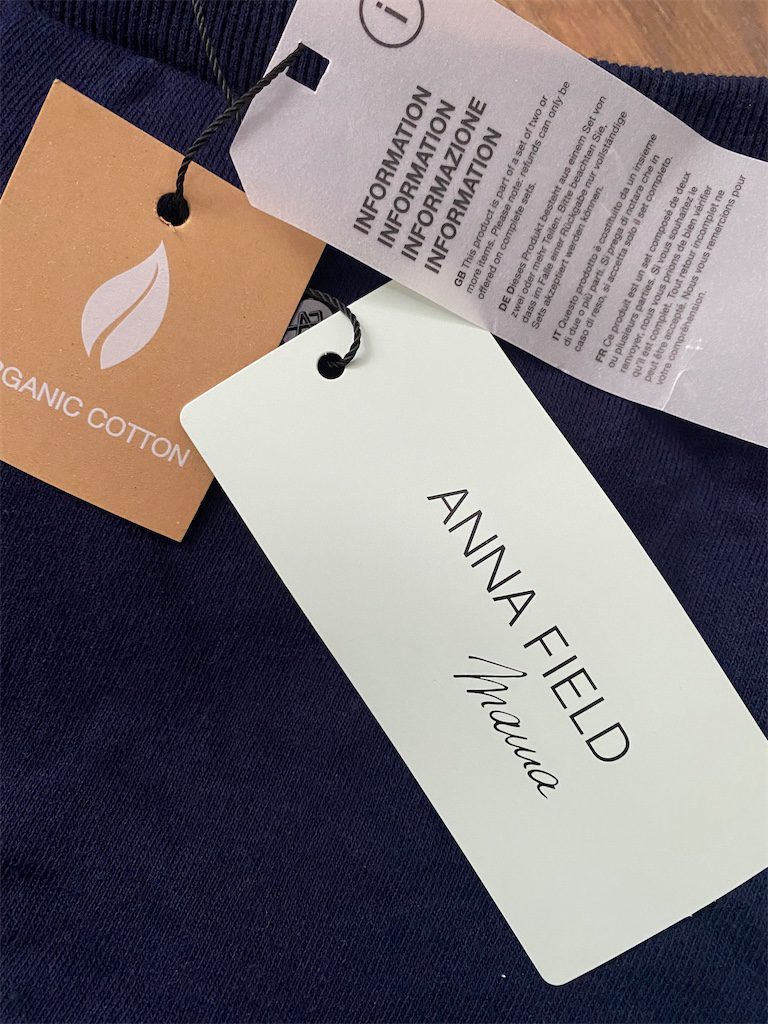 i
INFORMATION
INFORMATION
INFORMAZIONE
INFORMATION
GB This product is part of a set of two or
more items. Please note: refunds can only be
offered on complete sets.
DE Dieses Produkt besteht aus einem Set von
zwei oder mehr Teilen. Bitte beachten Sie,
dass im Falle einer Rückgabe nur vollständige
Sets akzeptiert werden können.
IT Questo prodotto è costituito da un insieme
di due o più parti. Si prega di notare che in
caso di reso, si accetta solo il set completo.
FR Ce produit est un set composé de deux
ou plusieurs parties. Si vous souhaitez le
renvoyer, nous vous prions de bien vérifier
qu'il est complet. Tout retour incomplet ne
peut être accepté. Nous vous remercions pour
votre compréhension.
ORGANIC COTTON
ANNA FIELD
mama